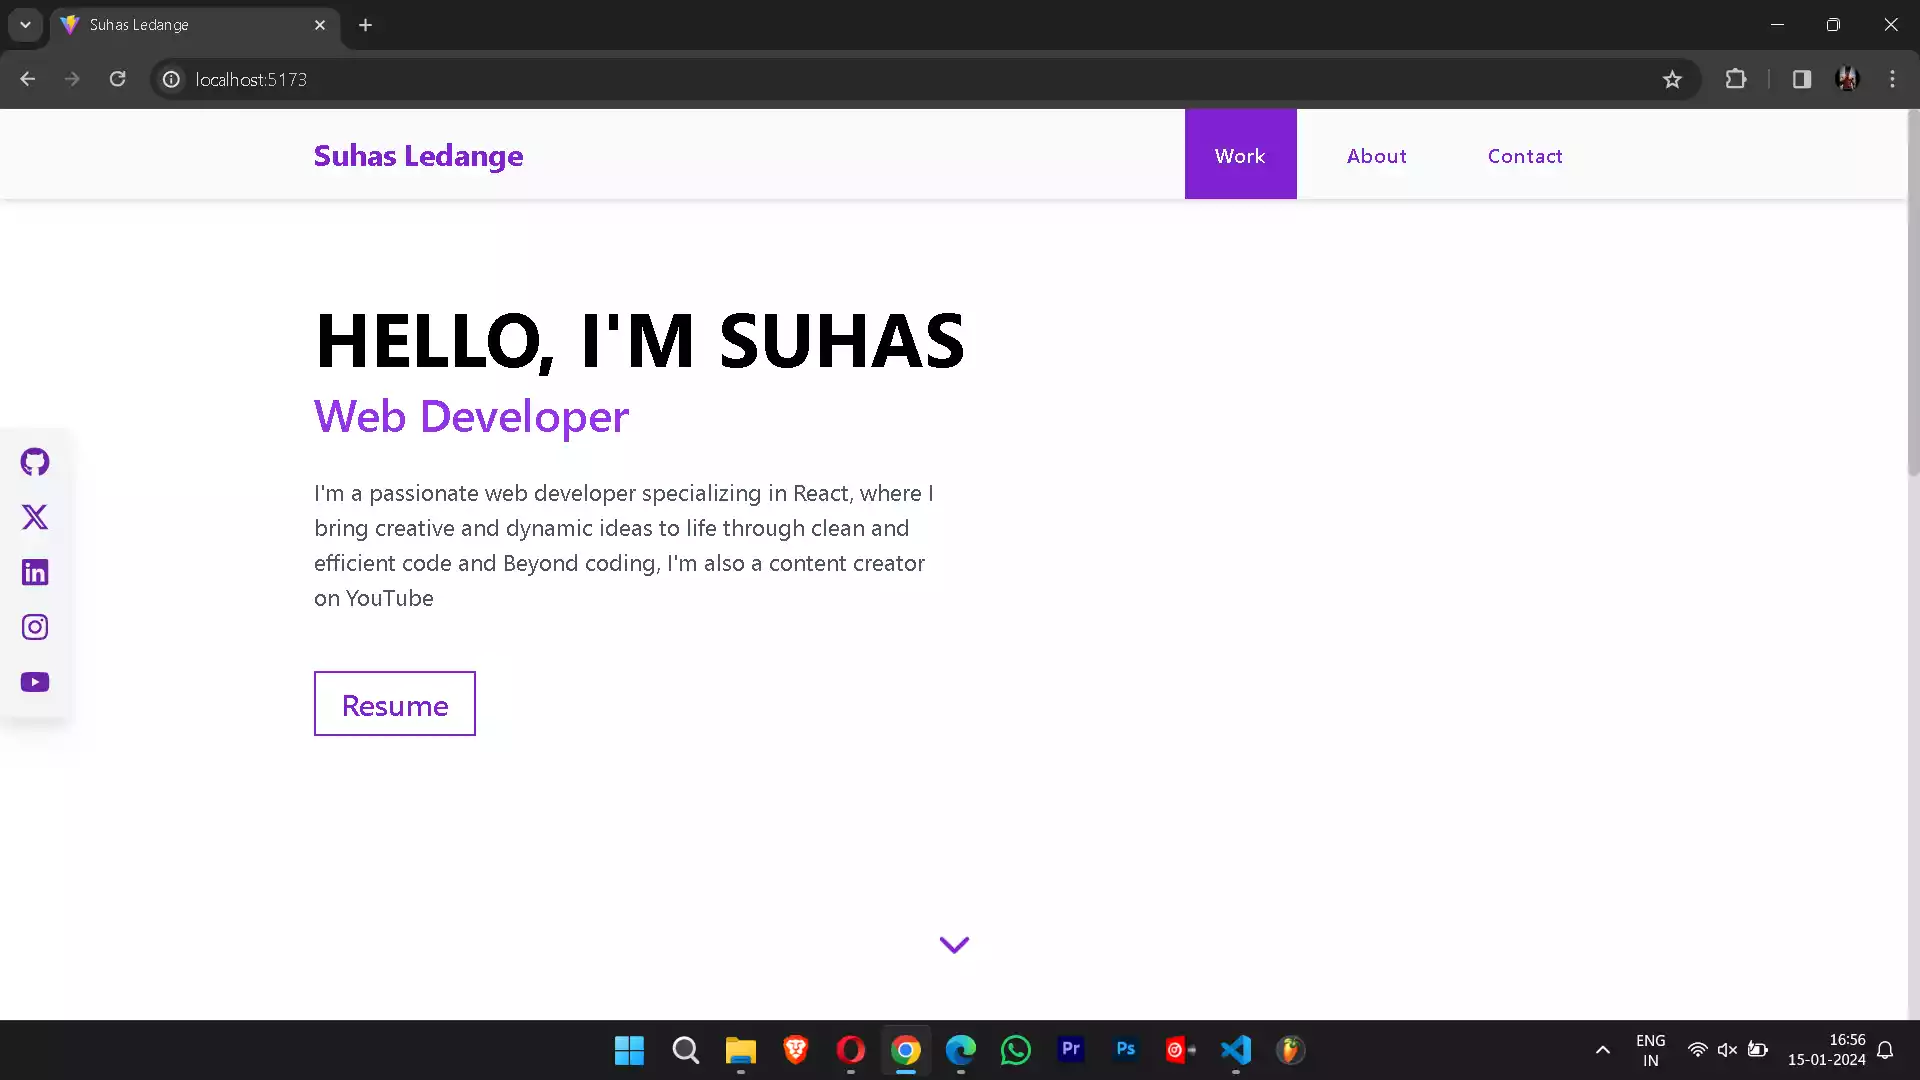 Suhas Ledange
localhost:5173
Suhas Ledange
Work
About
Contact
HELLO, I'M SUHAS
Web Developer
I'm a passionate web developer specializing in React, where I
bring creative and dynamic ideas to life through clean and
efficient code and Beyond coding, I'm also a content creator
on YouTube
Resume
Pr
Ps
ENG
IN
16:56
15-01-2024